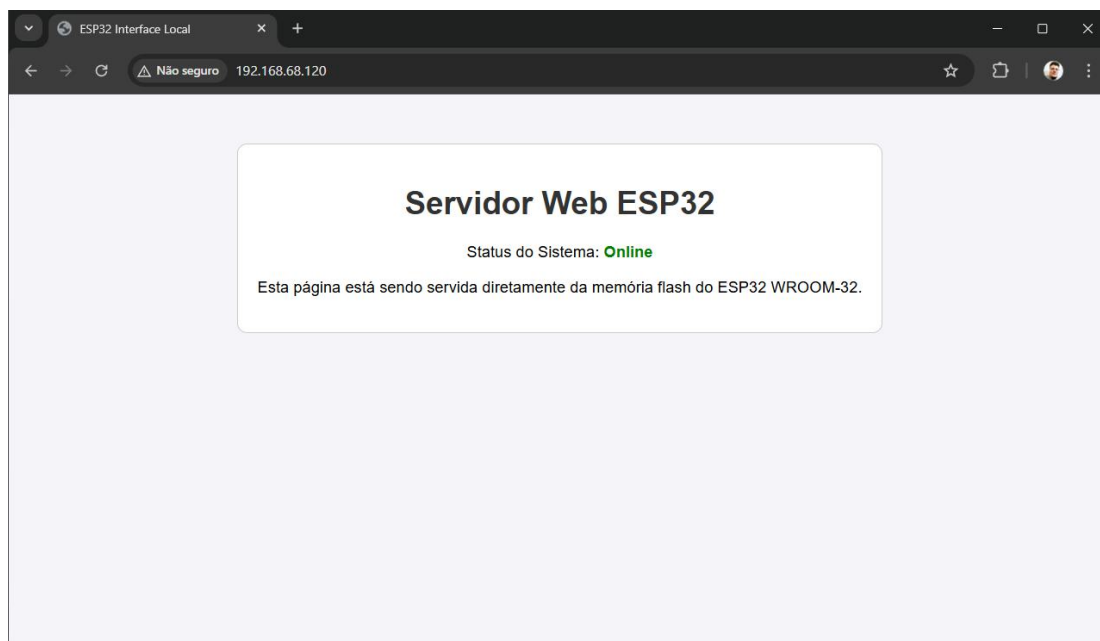 ESP32 Interface Local
Não seguro 192.168.68.120
Servidor Web ESP32
Status do Sistema: Online
Esta página está sendo servida diretamente da memória flash do ESP32 WROOM-32.